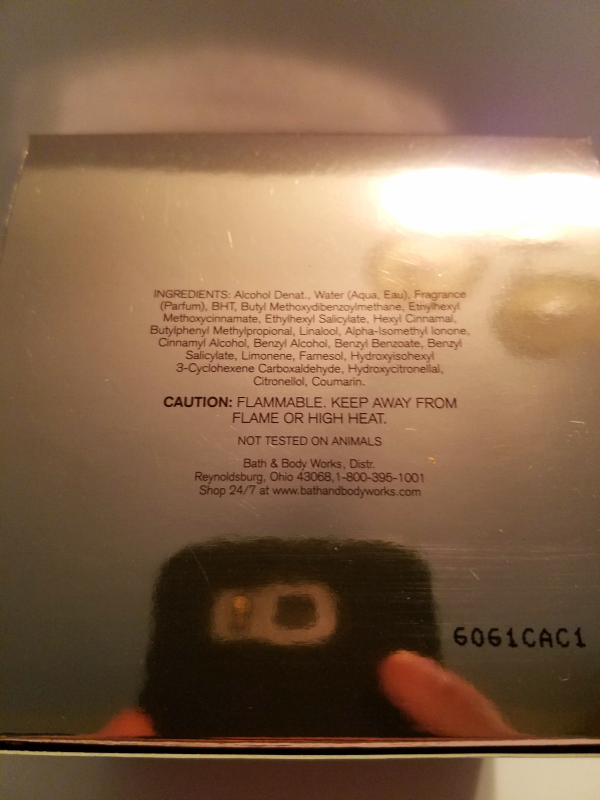 INGREDIENTS: Alcohol Denat., Water (Aqua, Eau), Fragrance
(Parfum), BHT, Butyl Methoxydibenzoylmethane, Ethylhexyl
Methoxycinnamate, Ethylhexyl Salicylate, Hexyl Cinnamal,
Butylphenyl Methylpropional, Linalool, Alpha-Isomethyl Ionone,
Cinnamyl Alcohol, Benzyl Alcohol, Benzyl Benzoate, Benzyl
Salicylate, Limonene, Farnesol, Hydroxyisohexyl
3-Cyclohexene Carboxaldehyde, Hydroxycitronellal,
Citronellol, Coumarin.
CAUTION: FLAMMABLE. KEEP AWAY FROM
FLAME OR HIGH HEAT.
NOT TESTED ON ANIMALS
Bath & Body Works, Distr.
Reynoldsburg, Ohio 43068,1-800-395-1001
Shop 24/7 at www.bathandbodyworks.com
6061CAC1